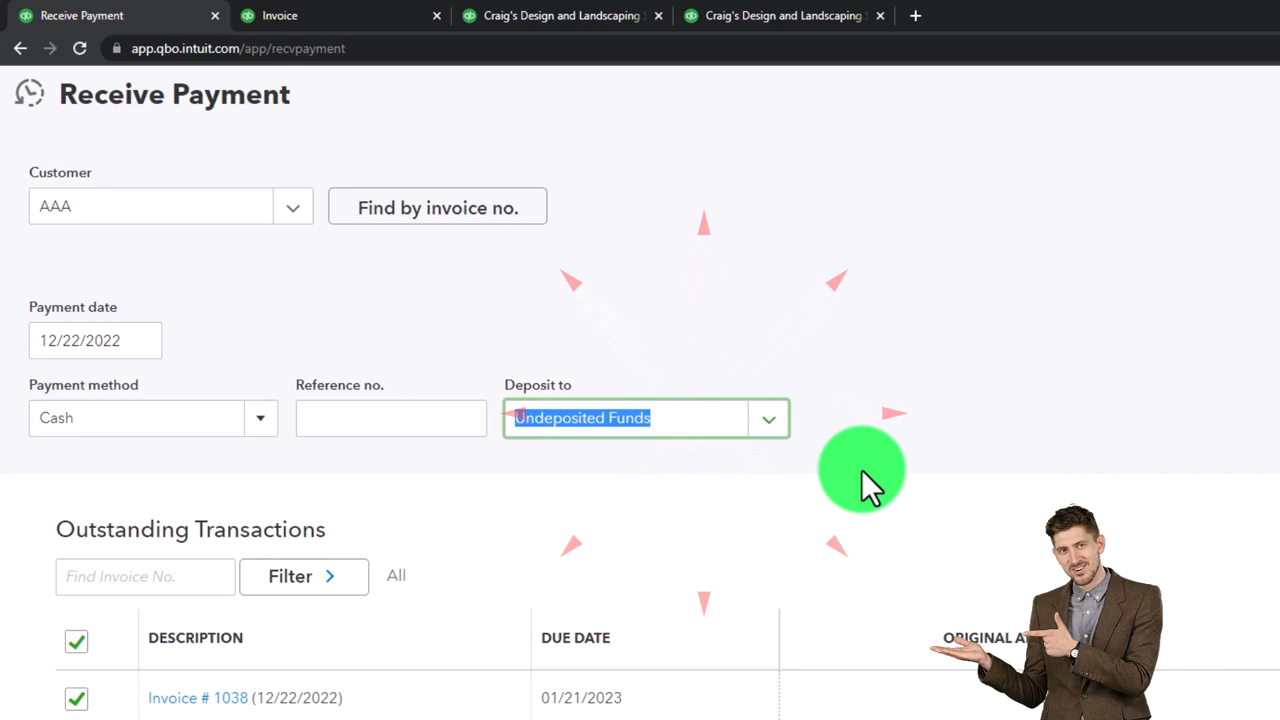 Receive Payment
Invoice
Craig's Design and Landscaping
Craig's Design and Landscaping
app.qbo.intuit.com/app/recvpayment
Receive Payment
Customer
AAA
Find by invoice no.
Payment date
12/22/2022
Payment method
Reference no.
Deposit to
Cash
Undeposited Funds
Outstanding Transactions
Find Invoice No.
Filter
All
DESCRIPTION
DUE DATE
ORIGINAL
Invoice # 1038 (12/22/2022)
01/21/2023